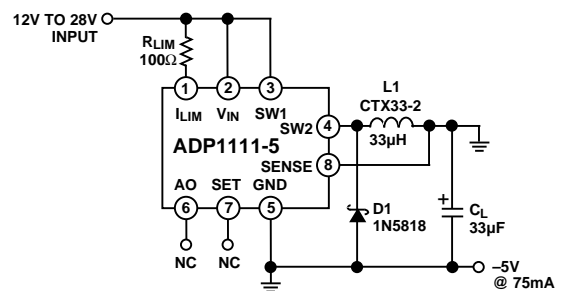 12V TO 28V
INPUT
RLIM
100Ω
1
2
3
ILIM
VIN
SW1
SW2
4
L1
CTX33-2
33µH
ADP1111-5
SENSE
8
AO
SET
GND
6
7
5
NC
NC
D1
1N5818
+
CL
33µF
–5V
@ 75mA